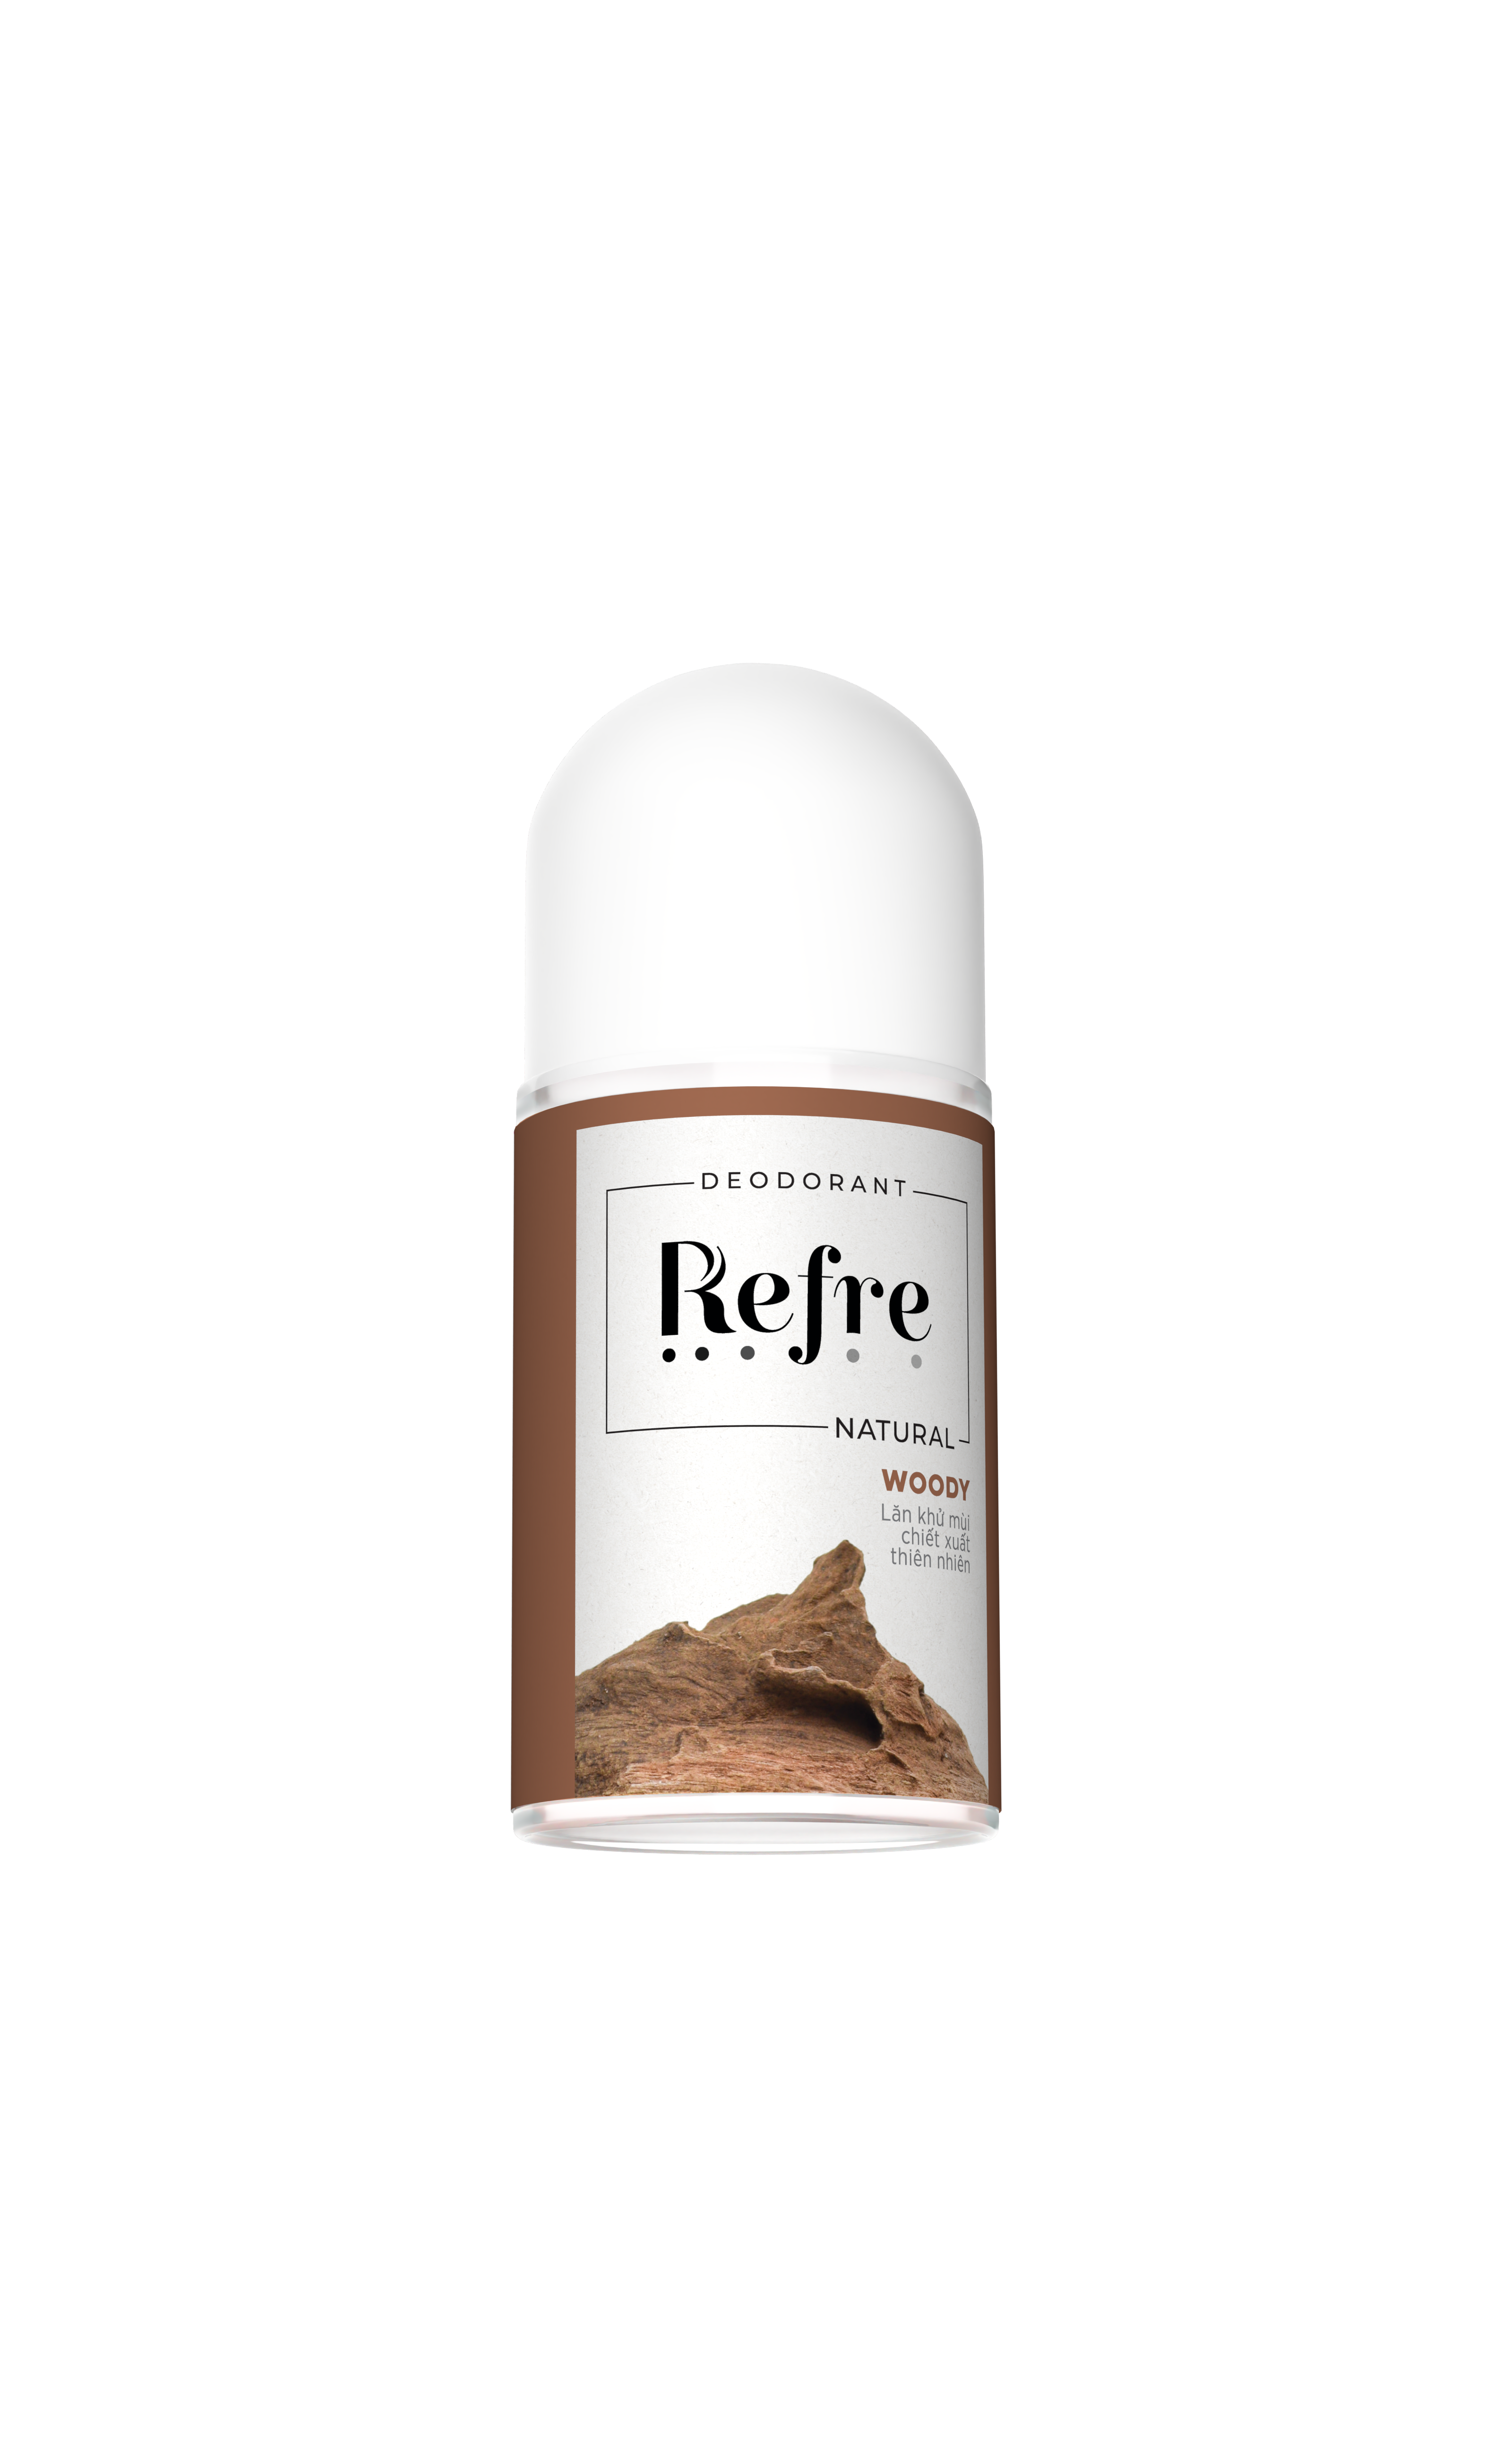 DEODORANT
Refre
NATURAL
WOODY
Lăn khử mùi
chiết xuất
thiên nhiên